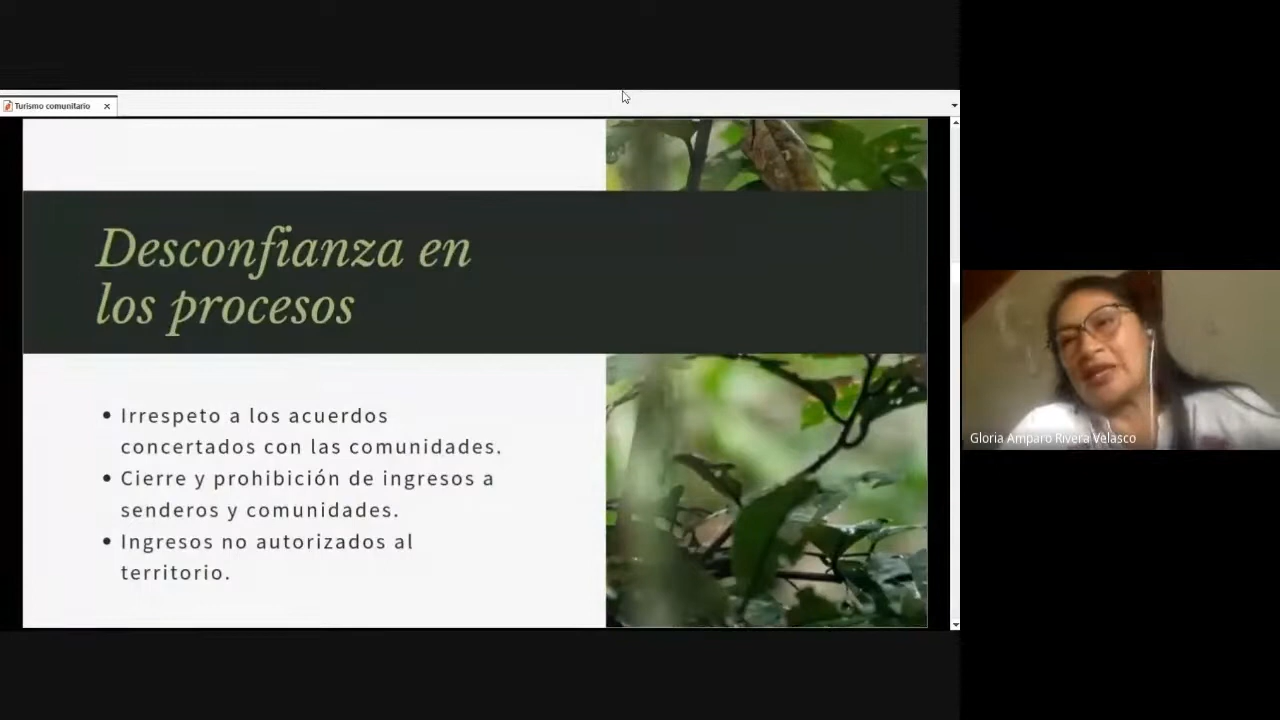 Turismo comunitario
Desconfianza en
los procesos
• Irrespeto a los acuerdos
concertados con las comunidades.
• Cierre y prohibición de ingresos a
senderos y comunidades.
• Ingresos no autorizados al
territorio.
Gloria Amparo Rivera Velasco